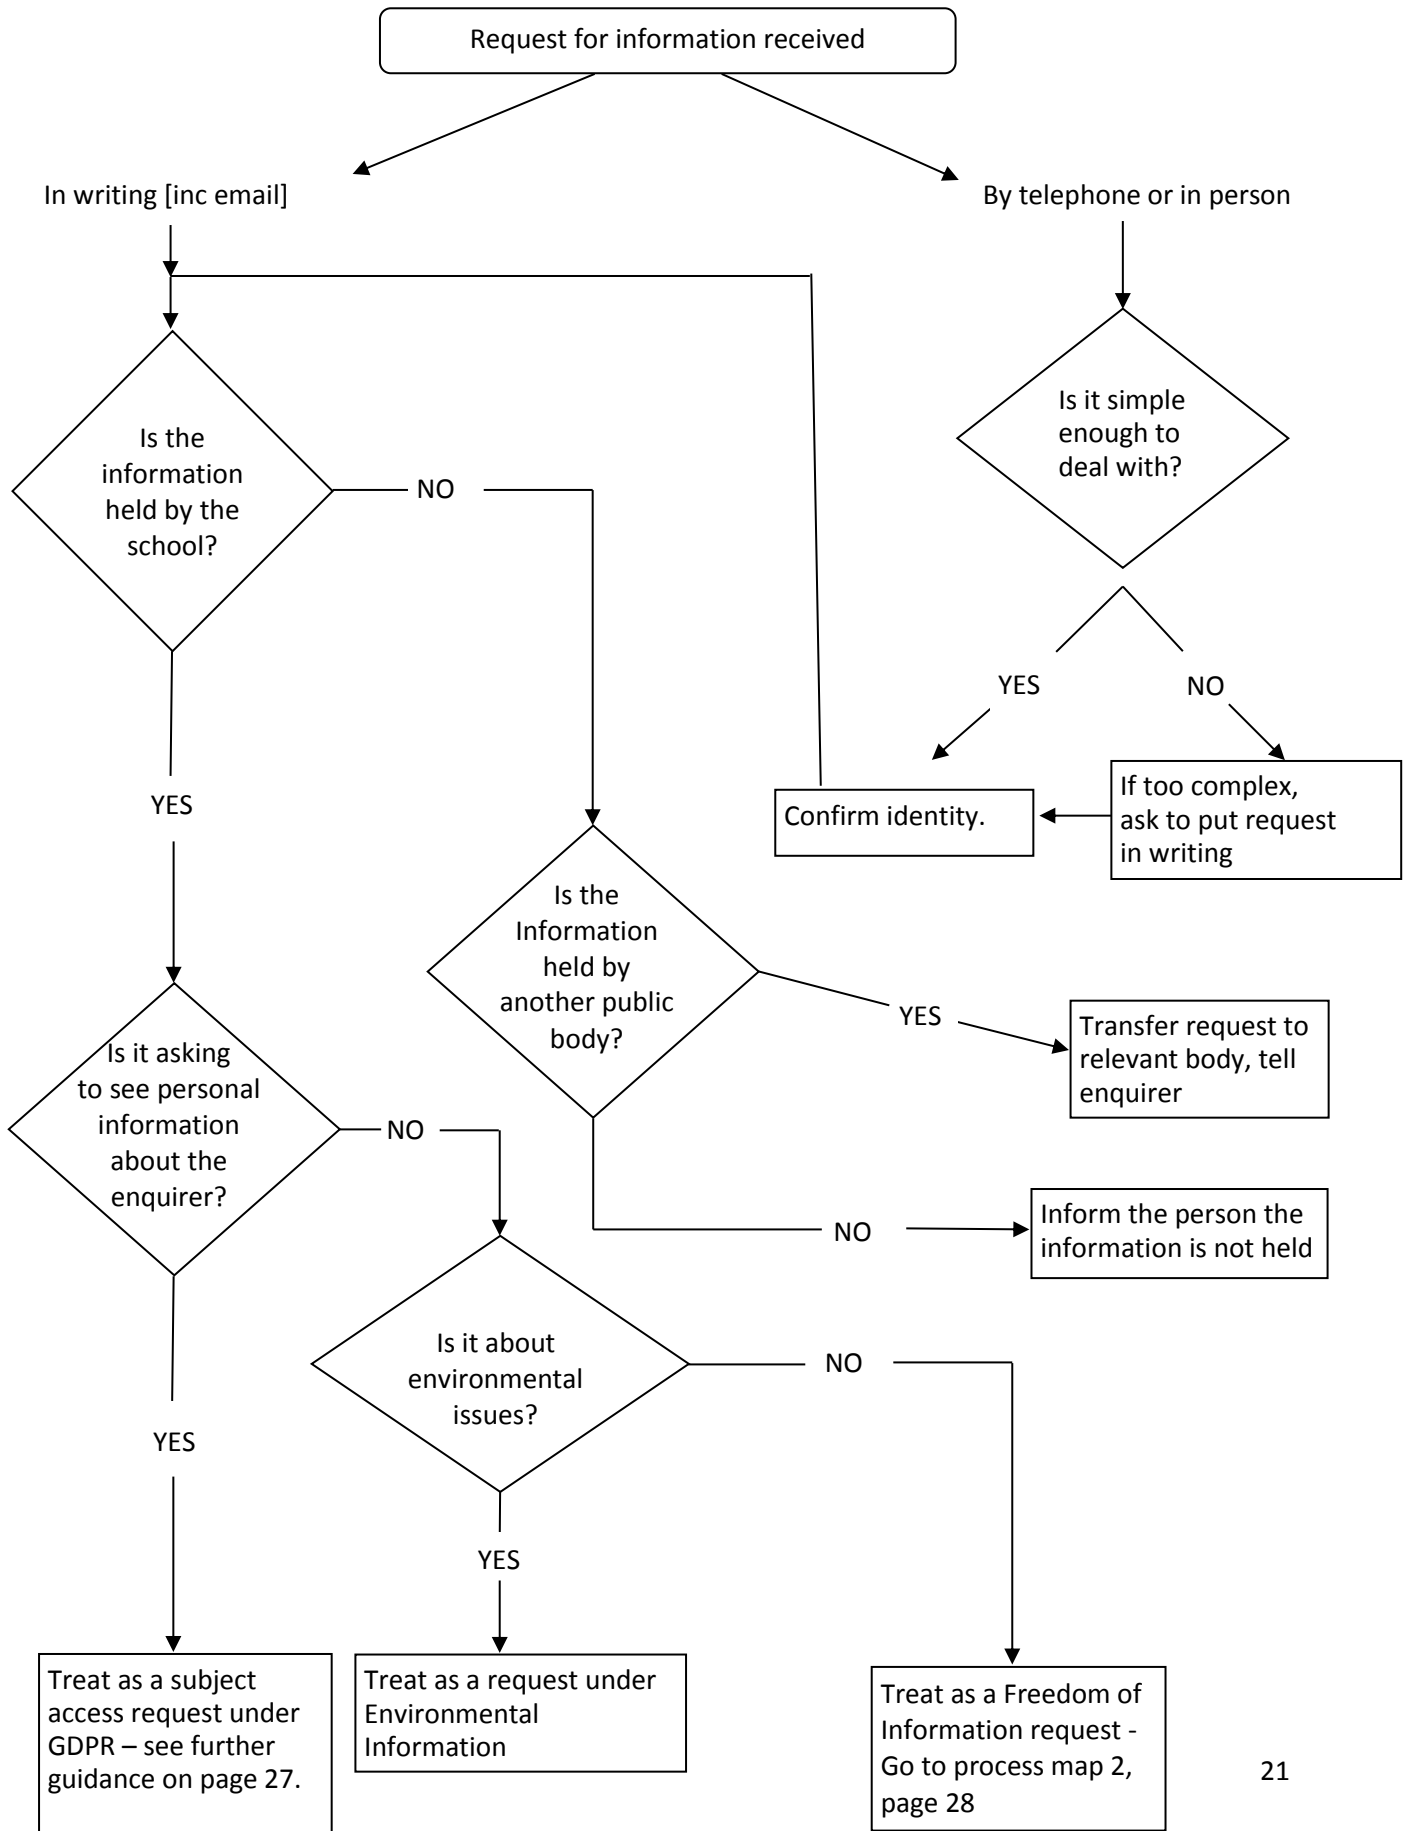 Request for information received
In writing [inc email]
By telephone or in person
Is it simple
enough to
deal with?
Is the
information
held by the
school?
NO
YES
NO
If too complex,
ask to put request
in writing
Confirm identity.
YES
Is the
Information
held by
another public
body?
YES
Transfer request to
relevant body, tell
enquirer
Is it asking
to see personal
information
about the
enquirer?
NO
NO
Inform the person the
information is not held
Is it about
environmental
issues?
NO
YES
YES
Treat as a subject
access request under
GDPR – see further
guidance on page 27.
Treat as a request under
Environmental
Information
Treat as a Freedom of
Information request -
Go to process map 2,
page 28
21